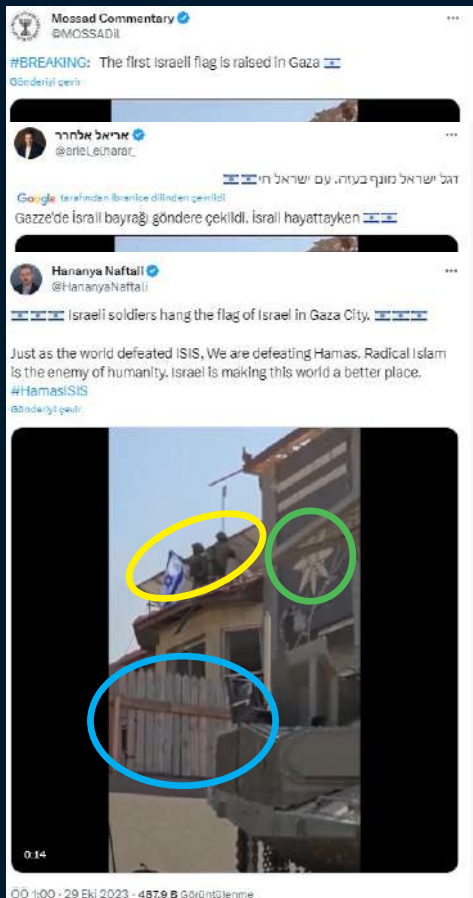 Mossad Commentary
@MOSSADil
#BREAKING: The first Israeli flag is raised in Gaza
Gönderiyi çevir
אריאל אלחרר
@ariel_elharar_
דגל ישראל מונף בעזה. עם ישראל חי
Google tarafından İbranice dilinden çevrildi
Gazze'de İsrail bayrağı göndere çekildi. İsrail hayattayken
Hananya Naftali
@HananyaNaftali
Israeli soldiers hang the flag of Israel in Gaza City.
Just as the world defeated ISIS, We are defeating Hamas. Radical Islam
is the enemy of humanity. Israel is making this world a better place.
#HamasISIS
Gönderiyi çevir
0:14
ÖÖ 1:00 · 29 Eki 2023 · 487,9 B Görüntülenme